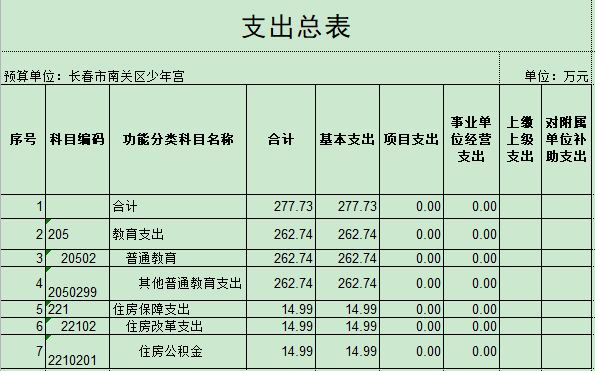 支出总表
预算单位：长春市南关区少年宫 单位：万元
序号 科目编码 功能分类科目名称 合计 基本支出 项目支出 事业单位经营支出 上缴上级支出 对附属单位补助支出
1 合计 277.73 277.73 0.00 0.00
2 205 教育支出 262.74 262.74 0.00 0.00
3 20502 普通教育 262.74 262.74 0.00 0.00
4 2050299 其他普通教育支出 262.74 262.74 0.00 0.00
5 221 住房保障支出 14.99 14.99 0.00 0.00
6 22102 住房改革支出 14.99 14.99 0.00 0.00
7 2210201 住房公积金 14.99 14.99 0.00 0.00